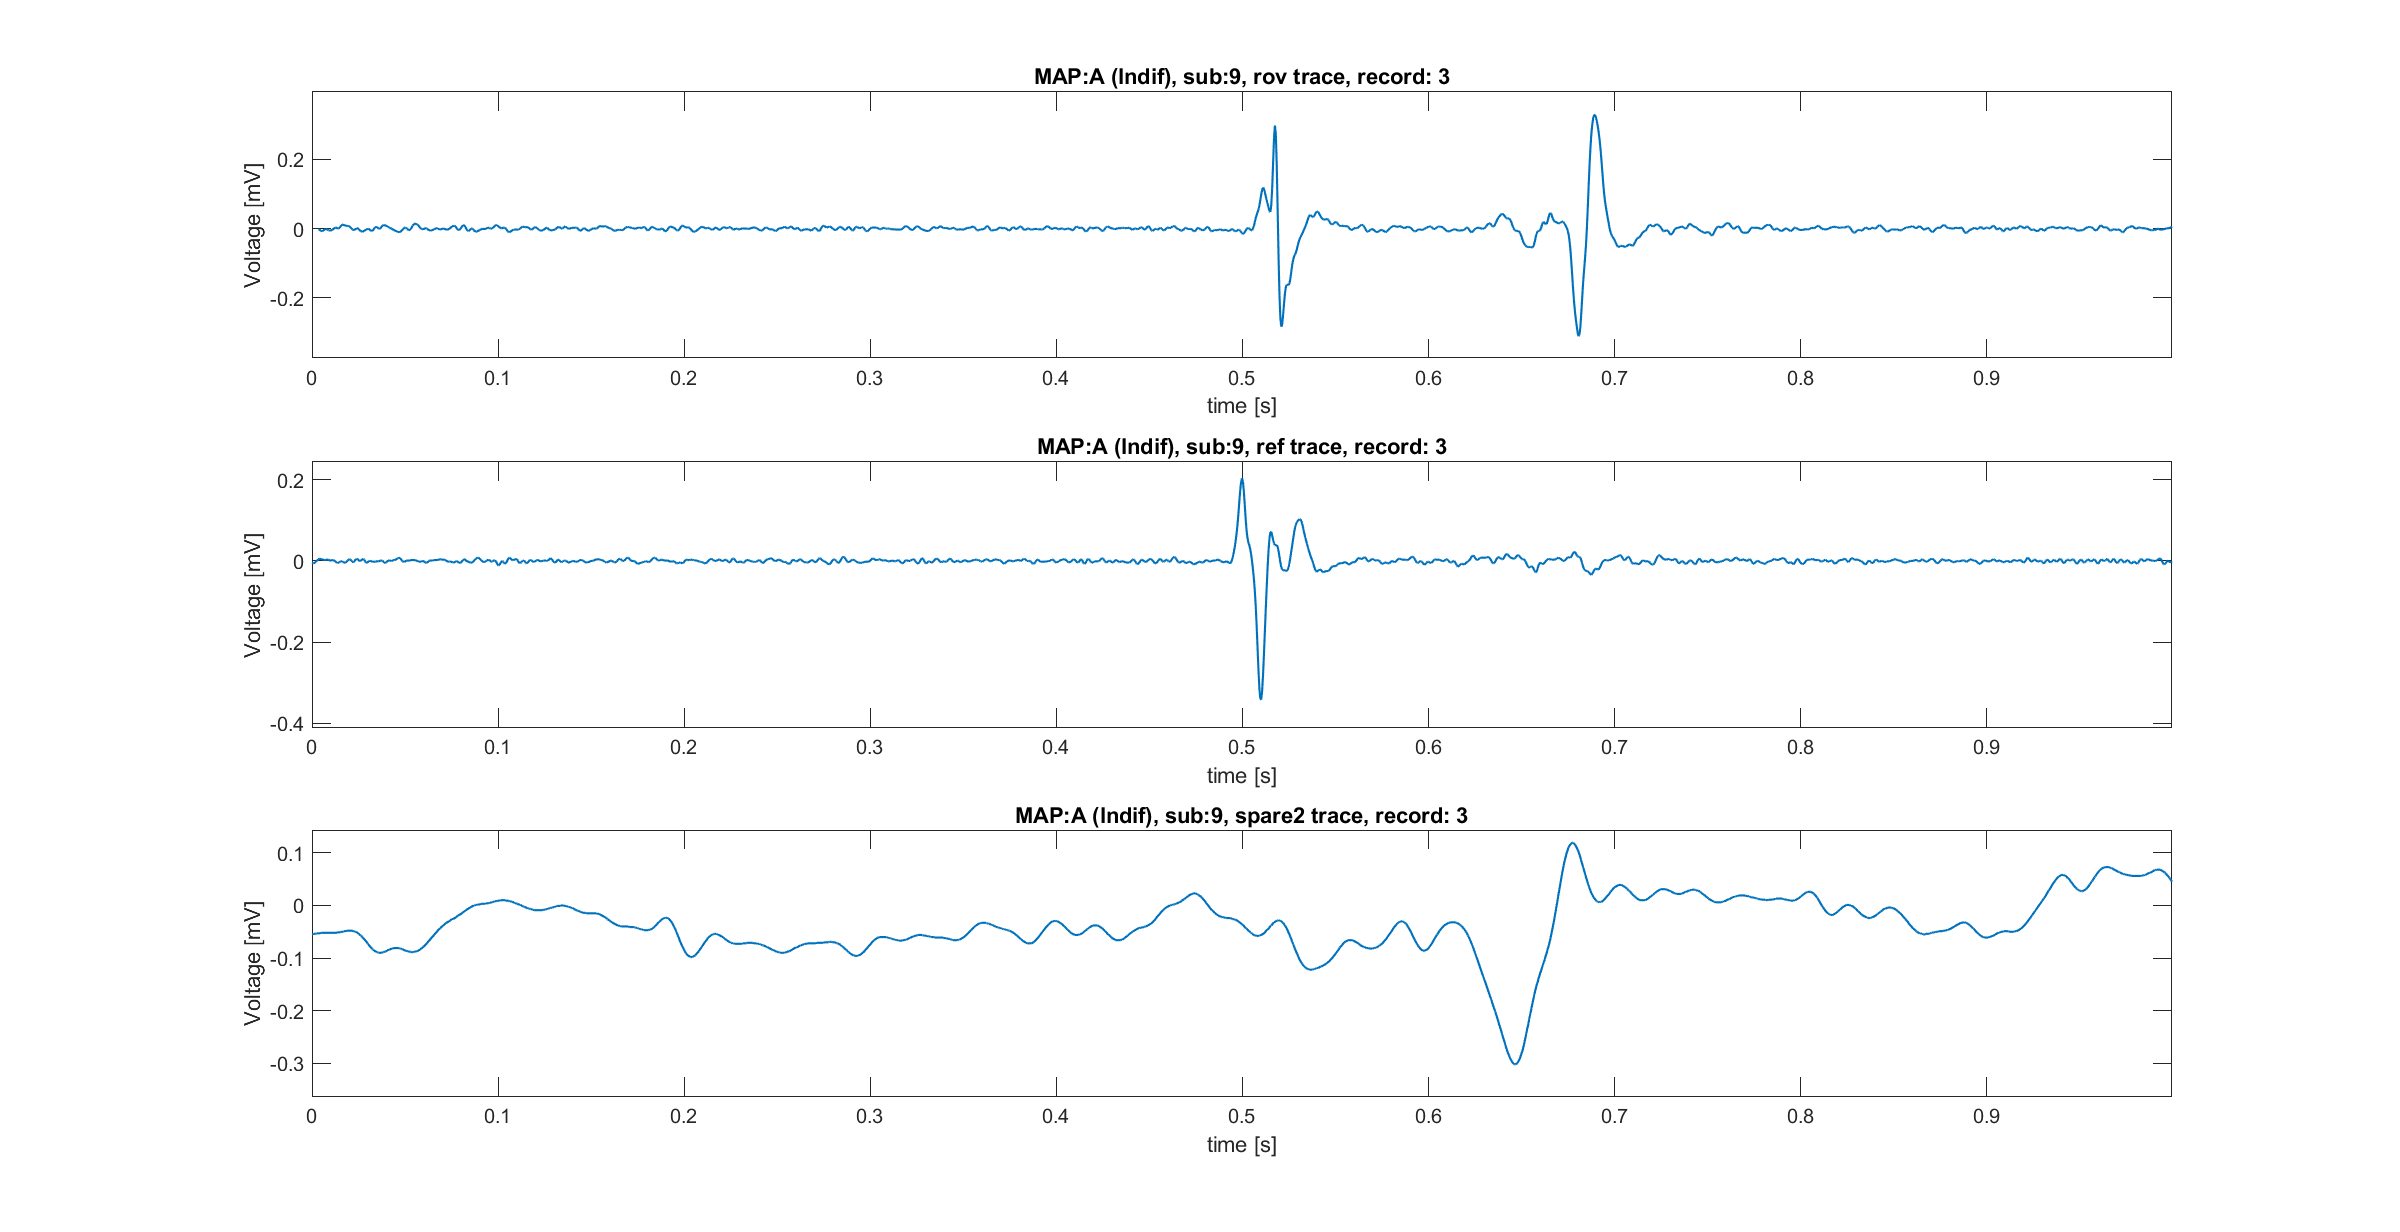 MAP:A (Indif), sub:9, rov trace, record: 3
Voltage [mV]
0.2
0
-0.2
0 0.1 0.2 0.3 0.4 0.5 0.6 0.7 0.8 0.9
time [s]
MAP:A (Indif), sub:9, ref trace, record: 3
Voltage [mV]
0.2
0
-0.2
-0.4
0 0.1 0.2 0.3 0.4 0.5 0.6 0.7 0.8 0.9
time [s]
MAP:A (Indif), sub:9, spare2 trace, record: 3
Voltage [mV]
0.1
0
-0.1
-0.2
-0.3
0 0.1 0.2 0.3 0.4 0.5 0.6 0.7 0.8 0.9
time [s]